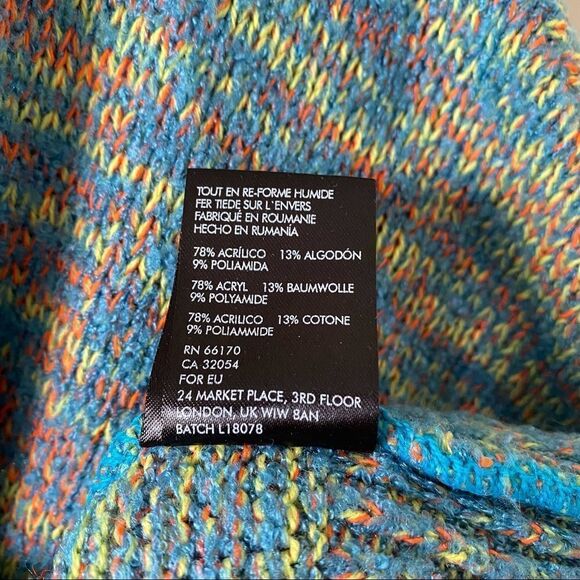 TOUT EN RE-FORME HUMIDE
FER TIEDE SUR L'ENVERS
FABRIQUÉ EN ROUMANIE
HECHO EN RUMANÍA
78% ACRÍLICO 13% ALGODÓN
9% POLIAMIDA
78% ACRYL 13% BAUMWOLLE
9% POLYAMIDE
78% ACRILICO 13% COTONE
9% POLIAMMIDE
RN 66170
CA 32054
FOR EU
24 MARKET PLACE, 3RD FLOOR
LONDON, UK WIW 8AN
BATCH L18078